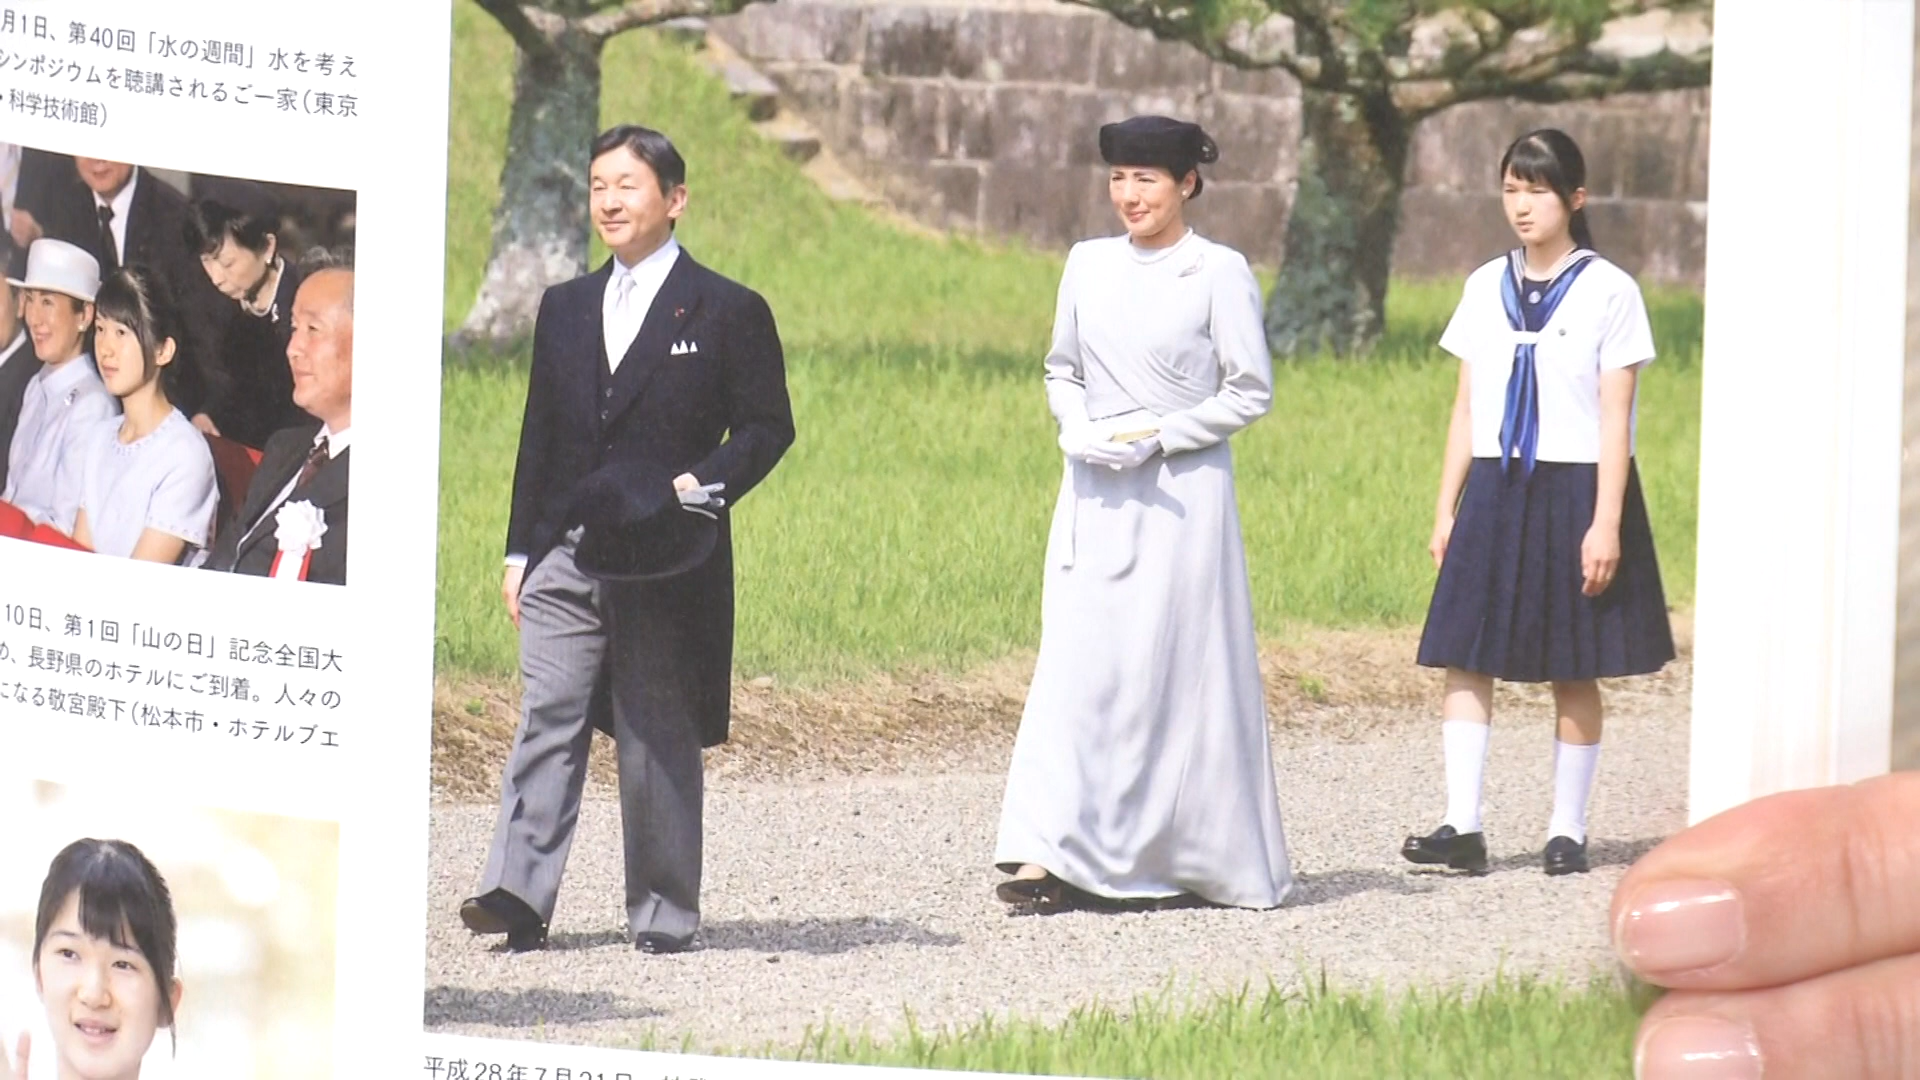 月1日、第40回「水の週間」水を考え
シンポジウムを聴講されるご一家（東京
・科学技術館）
10日、第1回「山の日」記念全国大
め、長野県のホテルにご到着。人々の
になる敬宮殿下（松本市・ホテルブエ
平成28年7月21日